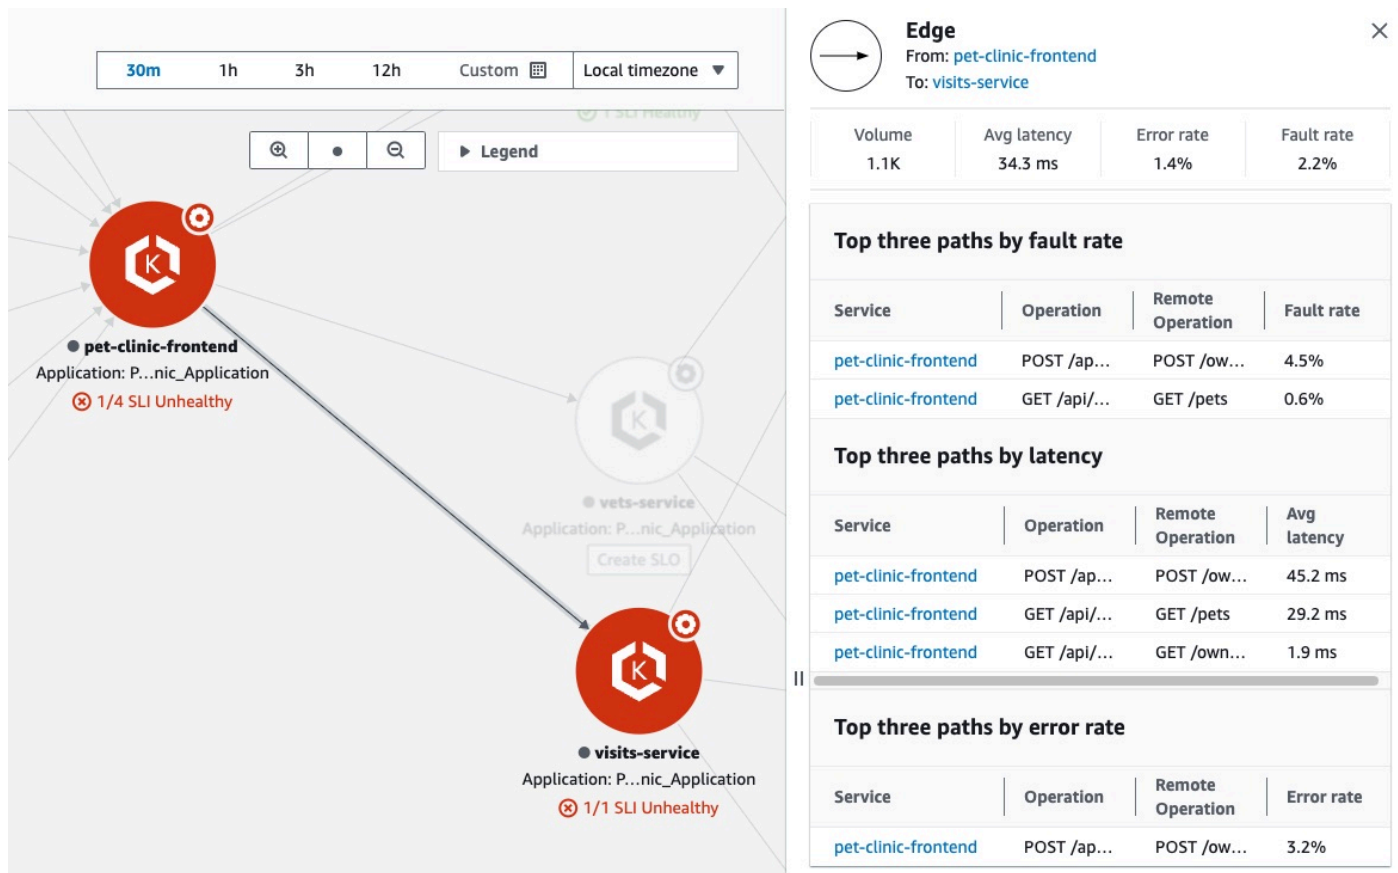 30m 1h 3h 12h Custom Local timezone
1 SLI Healthy
Legend
K
pet-clinic-frontend
Application: P...nic_Application
1/4 SLI Unhealthy
K
vets-service
Application: P...nic_Application
Create SLO
K
visits-service
Application: P...nic_Application
1/1 SLI Unhealthy
Edge
From: pet-clinic-frontend
To: visits-service
Volume Avg latency Error rate Fault rate
1.1K 34.3 ms 1.4% 2.2%
Top three paths by fault rate
Service Operation Remote Operation Fault rate
pet-clinic-frontend POST /ap... POST /ow... 4.5%
pet-clinic-frontend GET /api/... GET /pets 0.6%
Top three paths by latency
Service Operation Remote Operation Avg latency
pet-clinic-frontend POST /ap... POST /ow... 45.2 ms
pet-clinic-frontend GET /api/... GET /pets 29.2 ms
pet-clinic-frontend GET /api/... GET /own... 1.9 ms
Top three paths by error rate
Service Operation Remote Operation Error rate
pet-clinic-frontend POST /ap... POST /ow... 3.2%